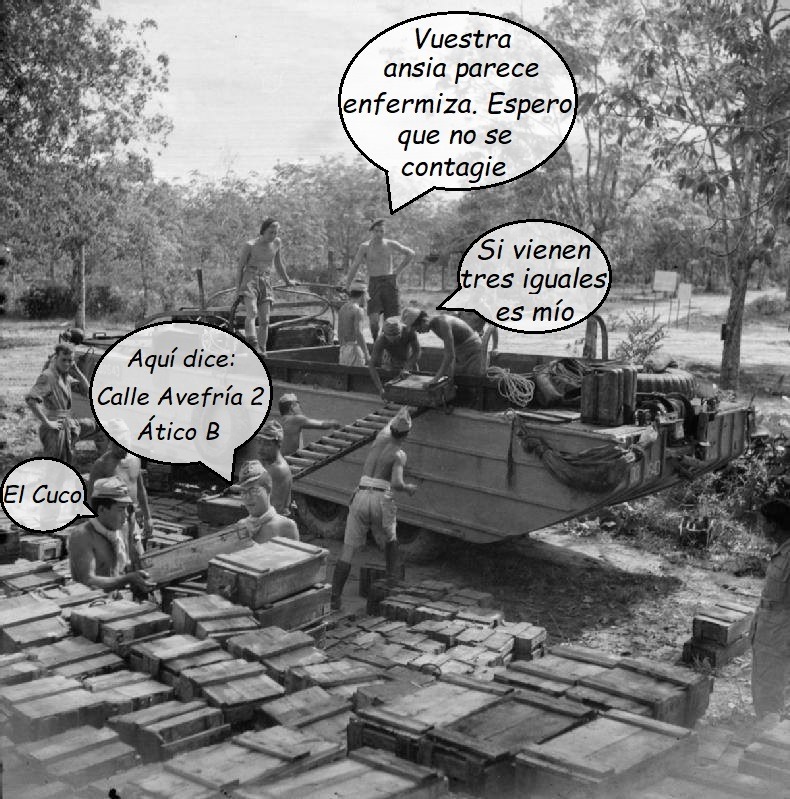 Vuestra
ansia parece
enfermiza. Espero
que no se
contagie
Si vienen
tres iguales
es mío
Aquí dice:
Calle Avefría 2
Ático B
El Cuco